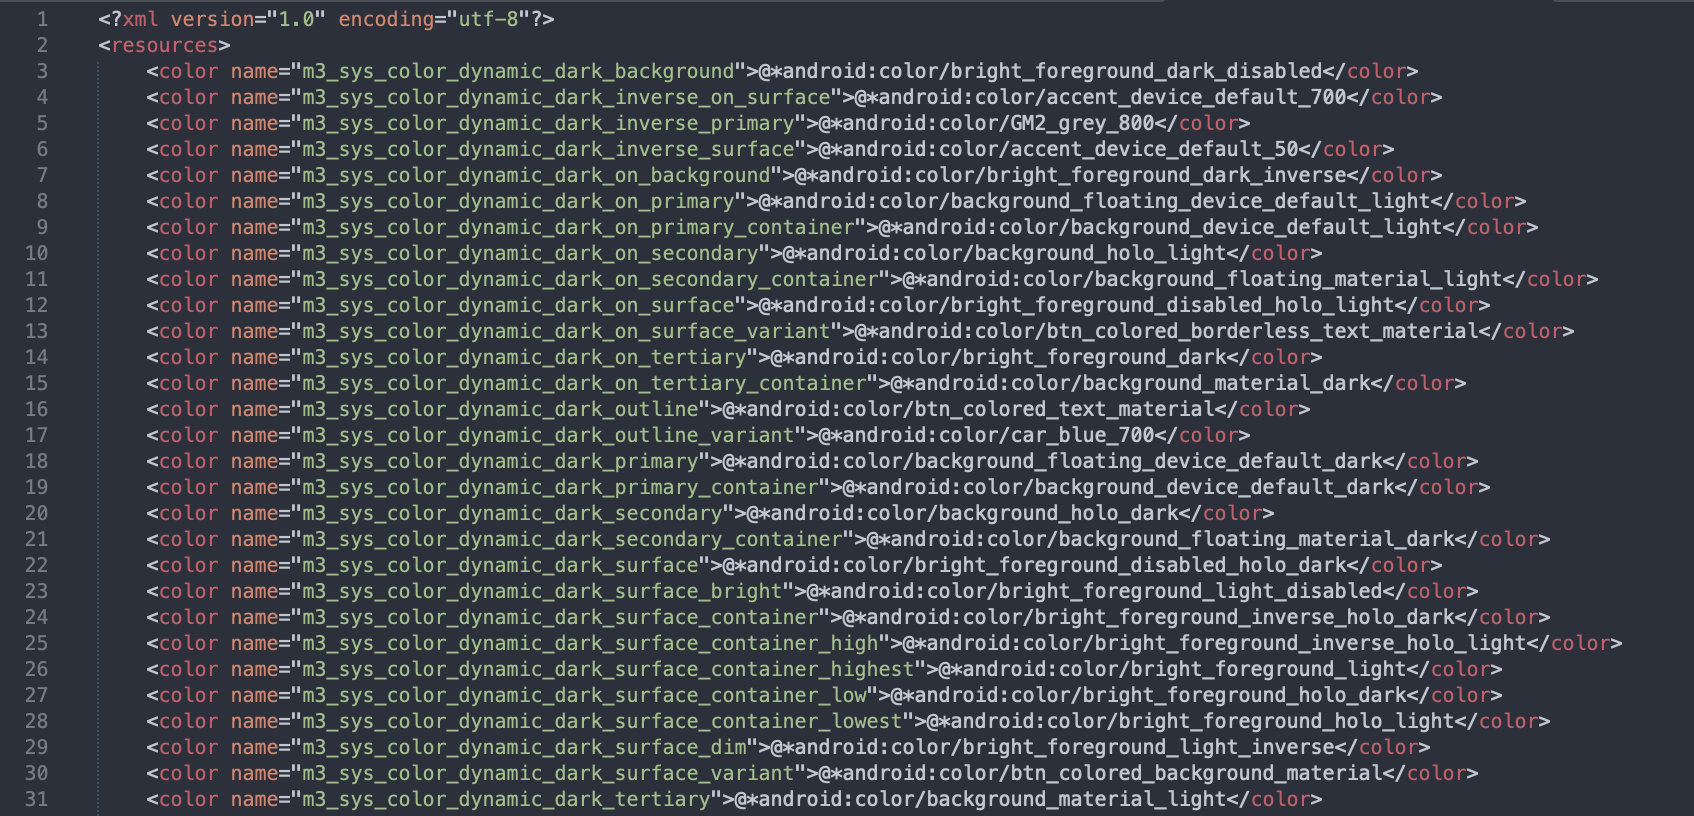 1 <?xml version="1.0" encoding="utf-8"?>
2 <resources>
3 <color name="m3_sys_color_dynamic_dark_background">@*android:color/bright_foreground_dark_disabled</color>
4 <color name="m3_sys_color_dynamic_dark_inverse_on_surface">@*android:color/accent_device_default_700</color>
5 <color name="m3_sys_color_dynamic_dark_inverse_primary">@*android:color/GM2_grey_800</color>
6 <color name="m3_sys_color_dynamic_dark_inverse_surface">@*android:color/accent_device_default_50</color>
7 <color name="m3_sys_color_dynamic_dark_on_background">@*android:color/bright_foreground_dark_inverse</color>
8 <color name="m3_sys_color_dynamic_dark_on_primary">@*android:color/background_floating_device_default_light</color>
9 <color name="m3_sys_color_dynamic_dark_on_primary_container">@*android:color/background_device_default_light</color>
10 <color name="m3_sys_color_dynamic_dark_on_secondary">@*android:color/background_holo_light</color>
11 <color name="m3_sys_color_dynamic_dark_on_secondary_container">@*android:color/background_floating_material_light</color>
12 <color name="m3_sys_color_dynamic_dark_on_surface">@*android:color/bright_foreground_disabled_holo_light</color>
13 <color name="m3_sys_color_dynamic_dark_on_surface_variant">@*android:color/btn_colored_borderless_text_material</color>
14 <color name="m3_sys_color_dynamic_dark_on_tertiary">@*android:color/bright_foreground_dark</color>
15 <color name="m3_sys_color_dynamic_dark_on_tertiary_container">@*android:color/background_material_dark</color>
16 <color name="m3_sys_color_dynamic_dark_outline">@*android:color/btn_colored_text_material</color>
17 <color name="m3_sys_color_dynamic_dark_outline_variant">@*android:color/car_blue_700</color>
18 <color name="m3_sys_color_dynamic_dark_primary">@*android:color/background_floating_device_default_dark</color>
19 <color name="m3_sys_color_dynamic_dark_primary_container">@*android:color/background_device_default_dark</color>
20 <color name="m3_sys_color_dynamic_dark_secondary">@*android:color/background_holo_dark</color>
21 <color name="m3_sys_color_dynamic_dark_secondary_container">@*android:color/background_floating_material_dark</color>
22 <color name="m3_sys_color_dynamic_dark_surface">@*android:color/bright_foreground_disabled_holo_dark</color>
23 <color name="m3_sys_color_dynamic_dark_surface_bright">@*android:color/bright_foreground_light_disabled</color>
24 <color name="m3_sys_color_dynamic_dark_surface_container">@*android:color/bright_foreground_inverse_holo_dark</color>
25 <color name="m3_sys_color_dynamic_dark_surface_container_high">@*android:color/bright_foreground_inverse_holo_light</color>
26 <color name="m3_sys_color_dynamic_dark_surface_container_highest">@*android:color/bright_foreground_light</color>
27 <color name="m3_sys_color_dynamic_dark_surface_container_low">@*android:color/bright_foreground_holo_dark</color>
28 <color name="m3_sys_color_dynamic_dark_surface_container_lowest">@*android:color/bright_foreground_holo_light</color>
29 <color name="m3_sys_color_dynamic_dark_surface_dim">@*android:color/bright_foreground_light_inverse</color>
30 <color name="m3_sys_color_dynamic_dark_surface_variant">@*android:color/btn_colored_background_material</color>
31 <color name="m3_sys_color_dynamic_dark_tertiary">@*android:color/background_material_light</color>